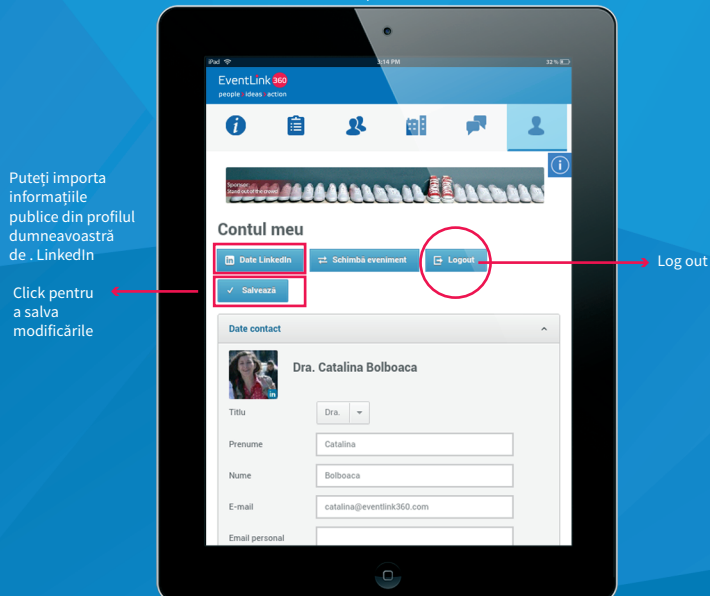 iPad
3:14 PM
32%
EventLink 360
people ideas action
Sponsor:
Stand out of the crowd
Contul meu
Date LinkedIn
Schimbă eveniment
Logout
Salvează
Puteți importa
informațiile
publice din profilul
dumneavoastră
de . LinkedIn
Click pentru
a salva
modificările
Log out
Date contact
Dra. Catalina Bolboaca
Titlu
Dra.
Prenume
Catalina
Nume
Bolboaca
E-mail
catalina@eventlink360.com
Email personal